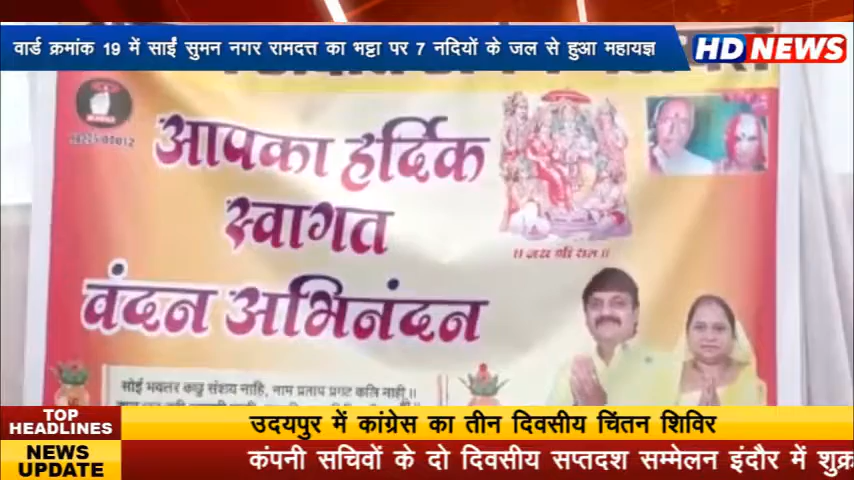 वार्ड क्रमांक 19 में साईं सुमन नगर रामदत्त का भट्टा पर 7 नदियों के जल से हुआ महायज्ञ
HD NEWS
आपका हर्दिक
स्वागत
वंदन अभिनंदन
सोई भवतर कछु संशय नाहि, नाम प्रताप प्रगट कलि नाही ॥
TOP
HEADLINES
उदयपुर में कांग्रेस का तीन दिवसीय चिंतन शिविर
NEWS
UPDATE
कंपनी सचिवों के दो दिवसीय सप्तदश सम्मेलन इंदौर में शुक्र